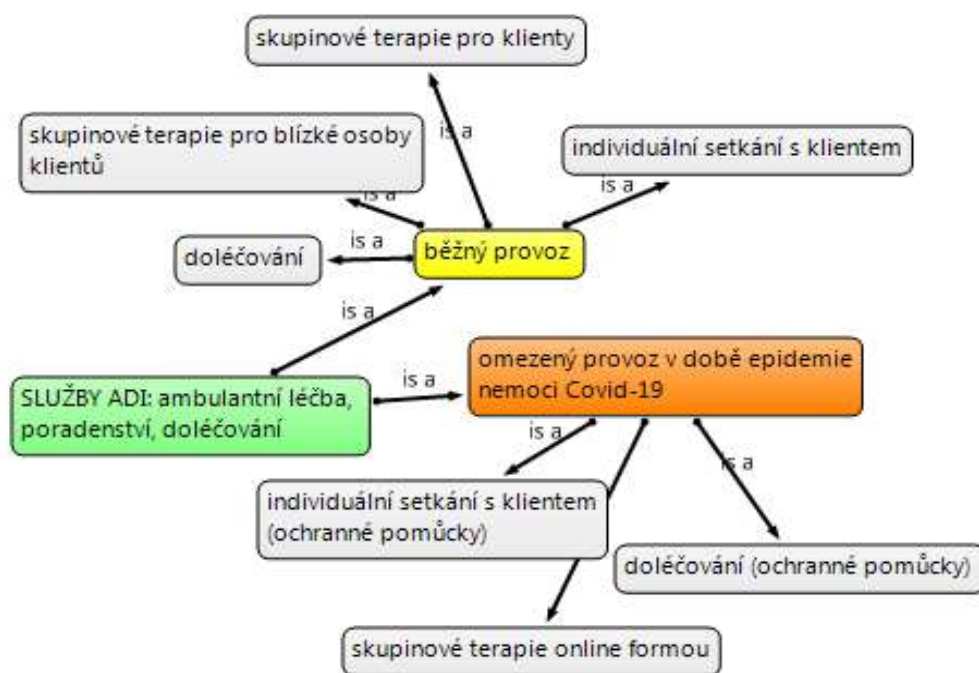 skupinové terapie pro klienty
is a
skupinové terapie pro blízké osoby
klientů
individuální setkání s klientem
is a
is a
is a
doléčování
běžný provoz
is a
omezený provoz v době epidemie
nemoci Covid-19
is a
SLUŽBY ADI: ambulantní léčba,
poradenství, doléčování
is a
is a
individuální setkání s klientem
(ochranné pomůcky)
doléčování (ochranné pomůcky)
skupinové terapie online formou